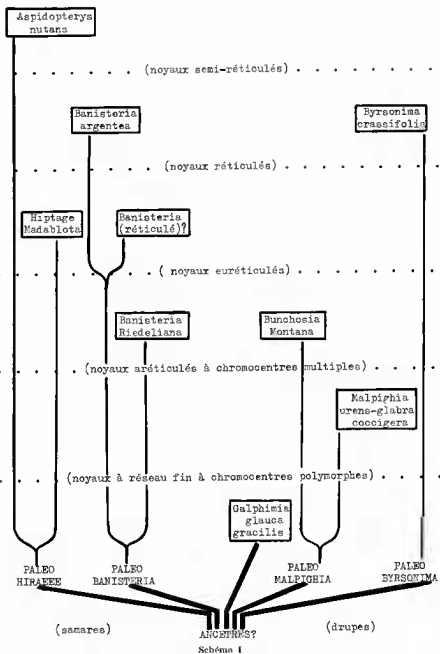 Aspidopterys
nutans
(noyaux semi-réticulés)
Banisteria
argentea
Byrsonima
crassifolia
(noyaux réticulés)
Hiptage
Madablota
Banisteria
(réticulé)?
( noyaux euréticulés)
Banisteria
Riedeliana
Bunchosia
Montana
(noyaux aréticulés à chromocentres multiples)
Malpighia
urens-glabra
coccigera
(noyaux à réseau fin à chromocentres polymorphes)
Galphimia
glauca
gracilis
PALEO
HIRAEEE
PALEO
BANISTERIA
PALEO
MALPIGHIA
PALEO
BYRSONIMA
(samares)
(drupes)
ANCETRES?
Schéma I